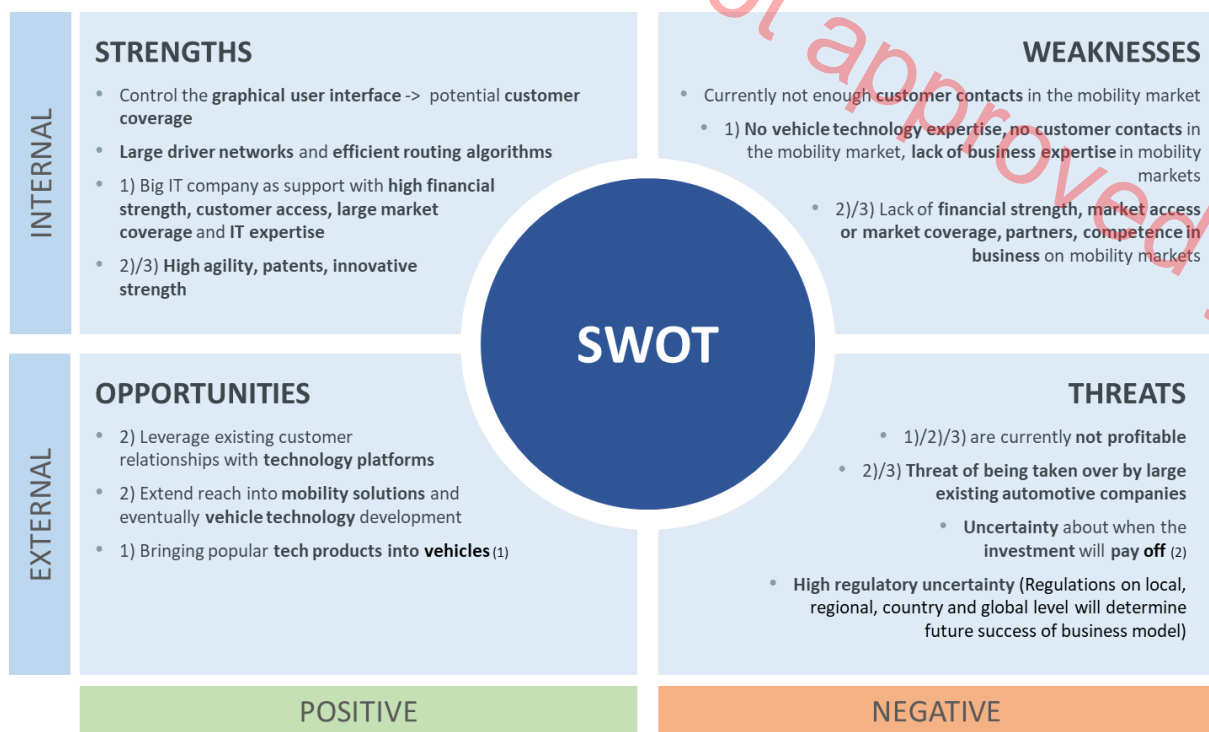 INTERNAL
STRENGTHS
• Control the graphical user interface -> potential customer
coverage
• Large driver networks and efficient routing algorithms
• 1) Big IT company as support with high financial
strength, customer access, large market
coverage and IT expertise
• 2)/3) High agility, patents, innovative
strength
WEAKNESSES
• Currently not enough customer contacts in the mobility market
• 1) No vehicle technology expertise, no customer contacts in
the mobility market, lack of business expertise in mobility
markets
• 2)/3) Lack of financial strength, market access
or market coverage, partners, competence in
business on mobility markets
SWOT
EXTERNAL
OPPORTUNITIES
• 2) Leverage existing customer
relationships with technology platforms
• 2) Extend reach into mobility solutions and
eventually vehicle technology development
• 1) Bringing popular tech products into vehicles (1)
THREATS
• 1)/2)/3) are currently not profitable
• 2)/3) Threat of being taken over by large
existing automotive companies
• Uncertainty about when the
investment will pay off (2)
• High regulatory uncertainty (Regulations on local,
regional, country and global level will determine
future success of business model)
POSITIVE
NEGATIVE
approved